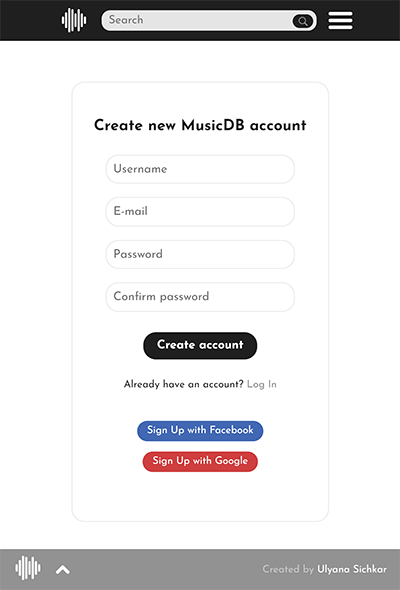 Search
Create new MusicDB account
Username
E-mail
Password
Confirm password
Create account
Already have an account? Log In
Sign Up with Facebook
Sign Up with Google
Created by Ulyana Sichkar